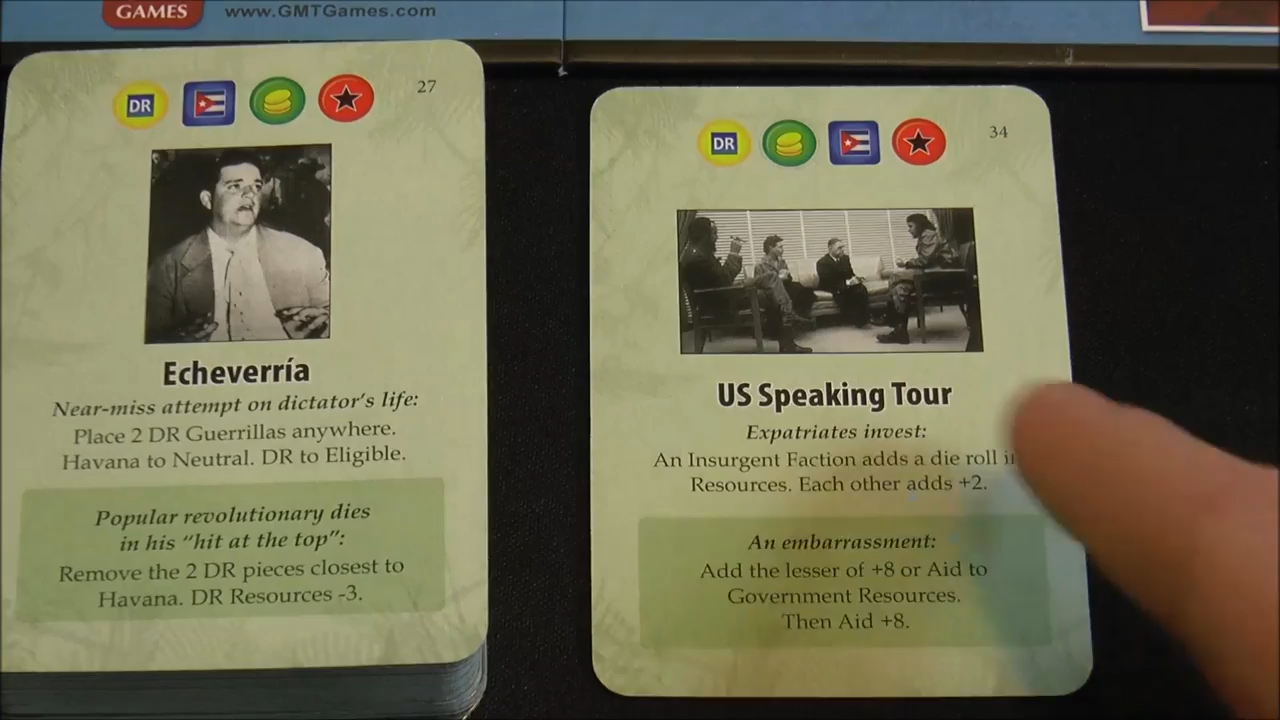 GAMES
www.GMTGames.com
DR
27
Echeverría
Near-miss attempt on dictator's life:
Place 2 DR Guerrillas anywhere.
Havana to Neutral. DR to Eligible.
Popular revolutionary dies
in his "hit at the top":
Remove the 2 DR pieces closest to
Havana. DR Resources -3.
DR
34
US Speaking Tour
Expatriates invest:
An Insurgent Faction adds a die roll
Resources. Each other adds +2.
An embarrassment:
Add the lesser of +8 or Aid to
Government Resources.
Then Aid +8.